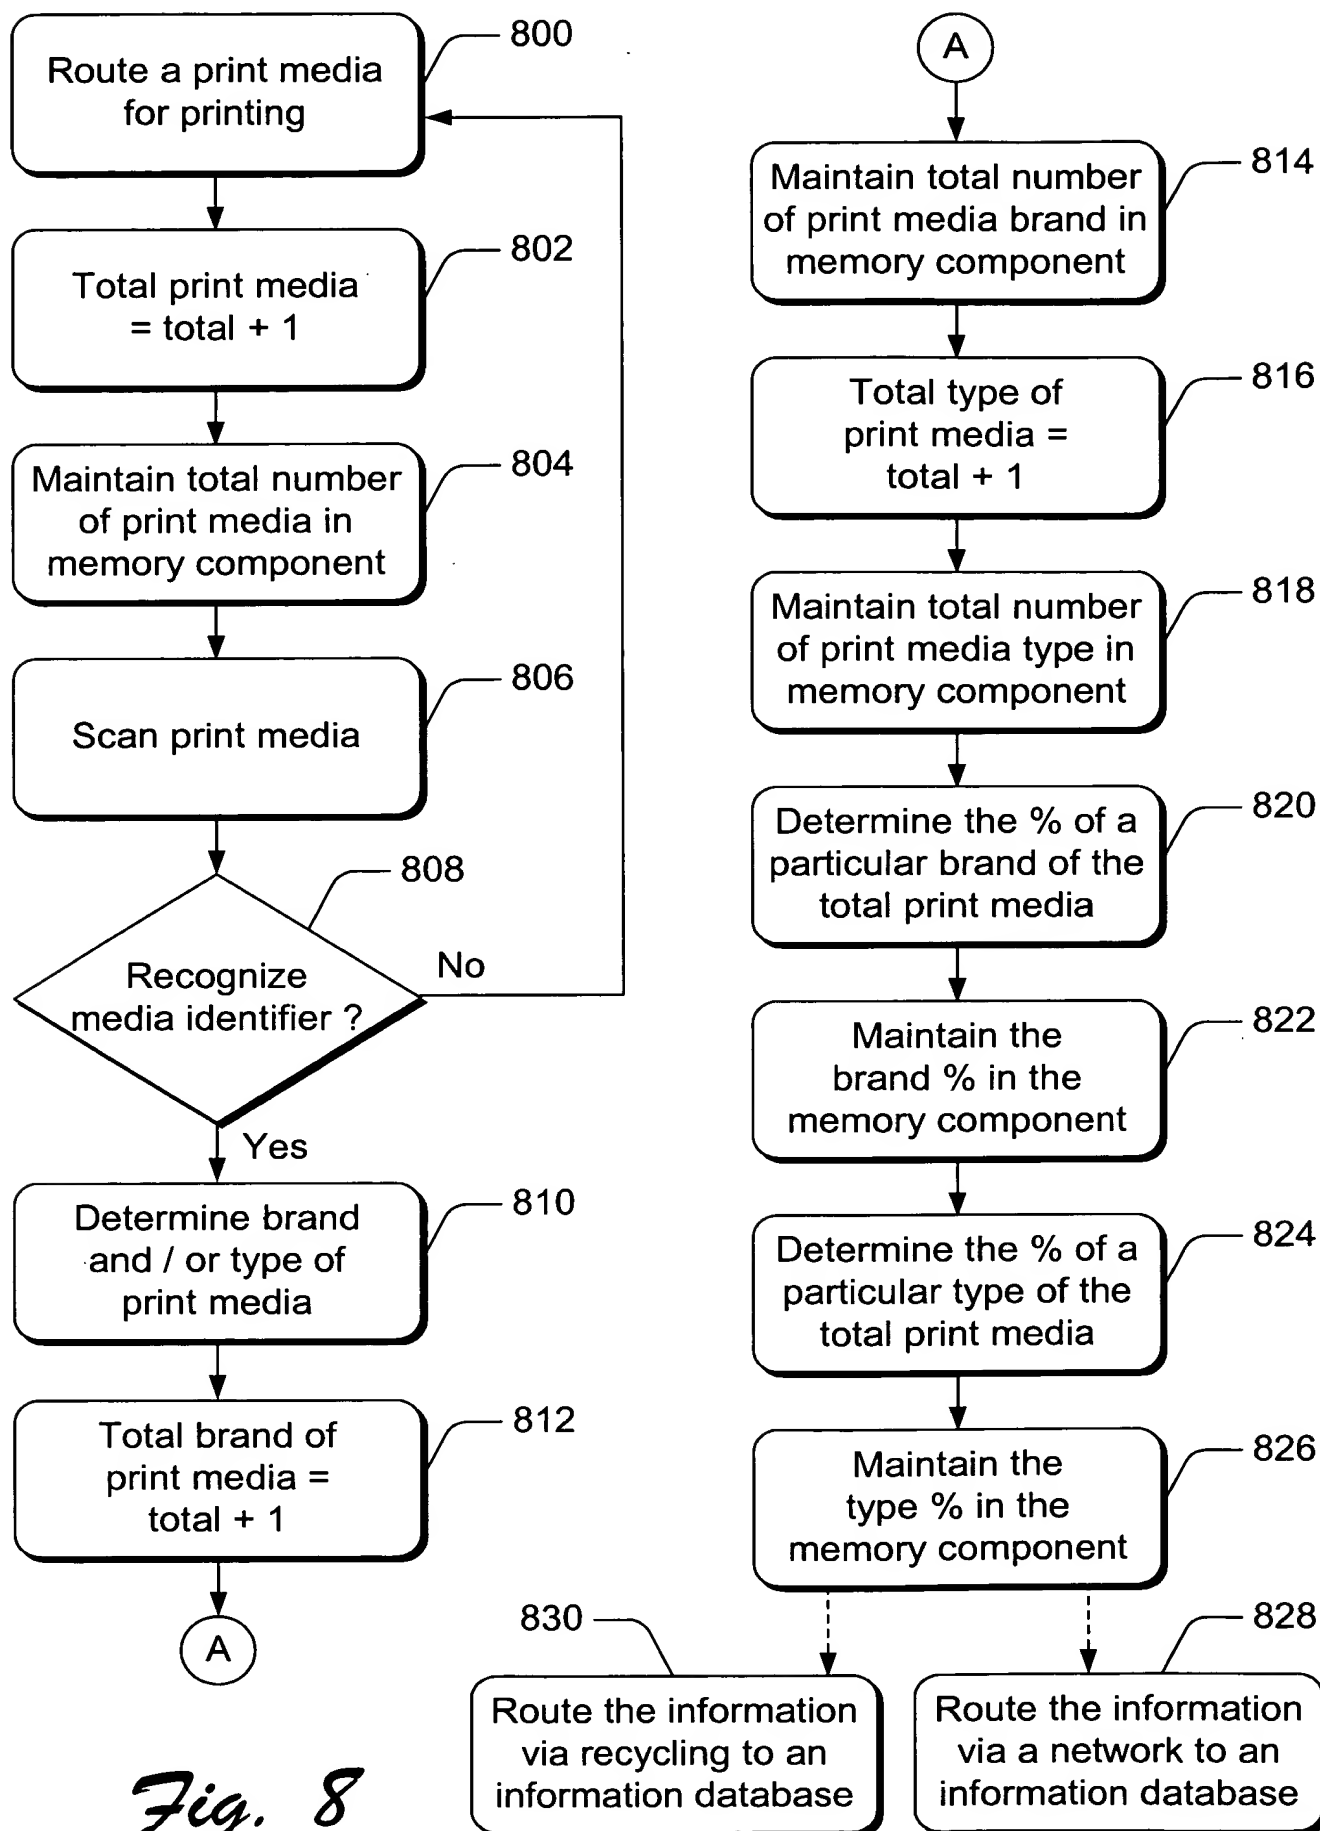 800
Route a print media
for printing
802
Total print media
= total + 1
804
Maintain total number
of print media in
memory component
806
Scan print media
808
Recognize
media identifier ?
No
Yes
810
Determine brand
and / or type of
print media
812
Total brand of
print media =
total + 1
A
A
814
Maintain total number
of print media brand in
memory component
816
Total type of
print media =
total + 1
818
Maintain total number
of print media type in
memory component
820
Determine the % of a
particular brand of the
total print media
822
Maintain the
brand % in the
memory component
824
Determine the % of a
particular type of the
total print media
826
Maintain the
type % in the
memory component
830
Route the information
via recycling to an
information database
828
Route the information
via a network to an
information database
Fig. 8